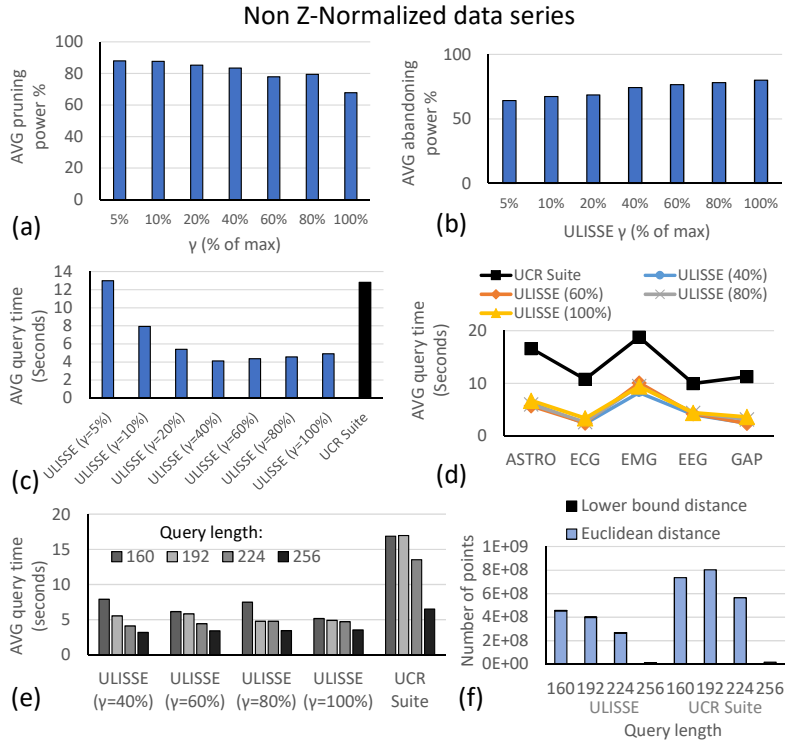 Non Z-Normalized data series
100
80
60
40
20
0
AVG pruning
power %
5% 10% 20% 40% 60% 80% 100%
γ (% of max)
(a)
100
50
0
AVG abandoning
power %
5% 10% 20% 40% 60% 80% 100%
ULISSE γ (% of max)
(b)
14
12
10
8
6
4
2
0
AVG query time
(Seconds)
ULISSE (γ=5%)
ULISSE (γ=10%)
ULISSE (γ=20%)
ULISSE (γ=40%)
ULISSE (γ=60%)
ULISSE (γ=80%)
ULISSE (γ=100%)
UCR Suite
(c)
UCR Suite
ULISSE (40%)
ULISSE (60%)
ULISSE (80%)
ULISSE (100%)
20
10
0
AVG query time
(Seconds)
ASTRO ECG EMG EEG GAP
(d)
20
15
10
5
0
AVG query time
(seconds)
Query length:
160 192 224 256
ULISSE (γ=40%)
ULISSE (γ=60%)
ULISSE (γ=80%)
ULISSE (γ=100%)
UCR Suite
(e)
Lower bound distance
Euclidean distance
1E+09
8E+08
6E+08
4E+08
2E+08
0E+00
Number of points
160 192 224 256 160 192 224 256
ULISSE UCR Suite
Query length
(f)